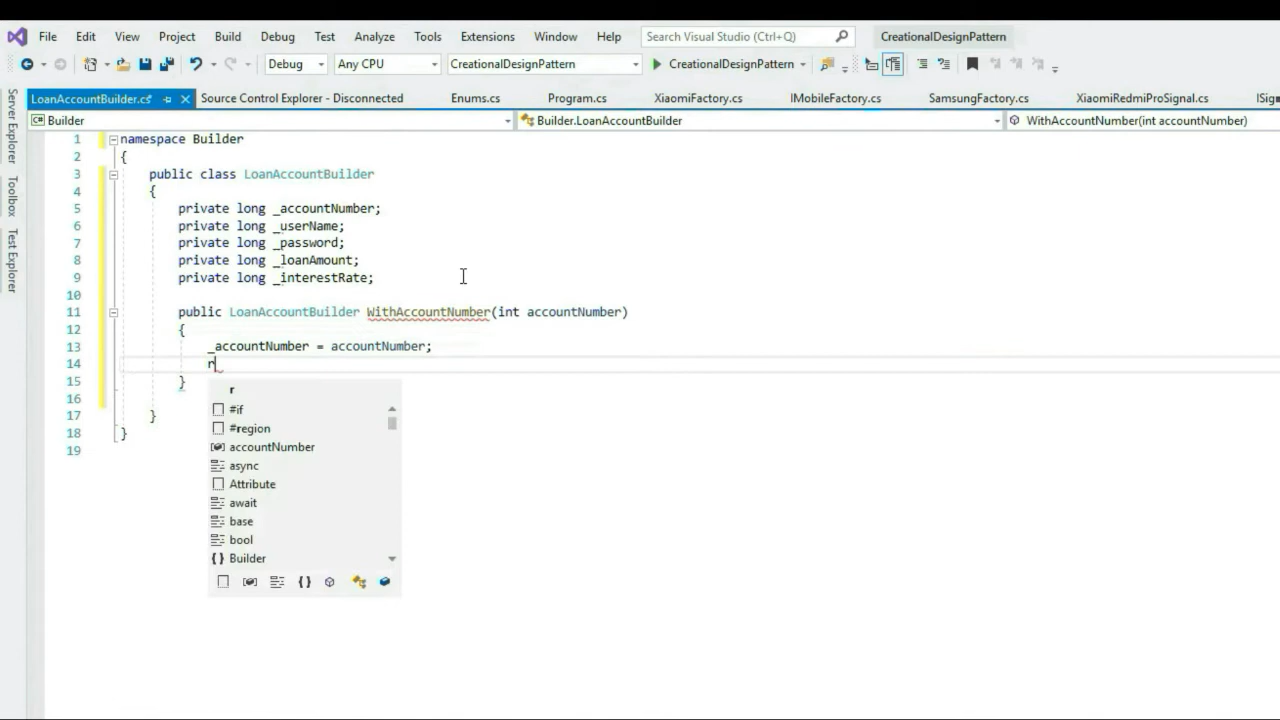 File Edit View Project Build Debug Test Analyze Tools Extensions Window Help Search Visual Studio (Ctrl+Q) CreationalDesignPattern
Debug Any CPU CreationalDesignPattern CreationalDesignPattern
LoanAccountBuilder.cs* Source Control Explorer - Disconnected Enums.cs Program.cs XiaomiFactory.cs IMobileFactory.cs SamsungFactory.cs XiaomiRedmiProSignal.cs
Builder Builder.LoanAccountBuilder WithAccountNumber(int accountNumber)
Server Explorer
Toolbox
Test Explorer
1 namespace Builder
2 {
3 public class LoanAccountBuilder
4 {
5 private long _accountNumber;
6 private long _userName;
7 private long _password;
8 private long _loanAmount;
9 private long _interestRate;
10
11 public LoanAccountBuilder WithAccountNumber(int accountNumber)
12 {
13 _accountNumber = accountNumber;
14 r
15 }
16
17 }
18 }
19
r
#if
#region
accountNumber
async
Attribute
await
base
bool
{ } Builder
{ }